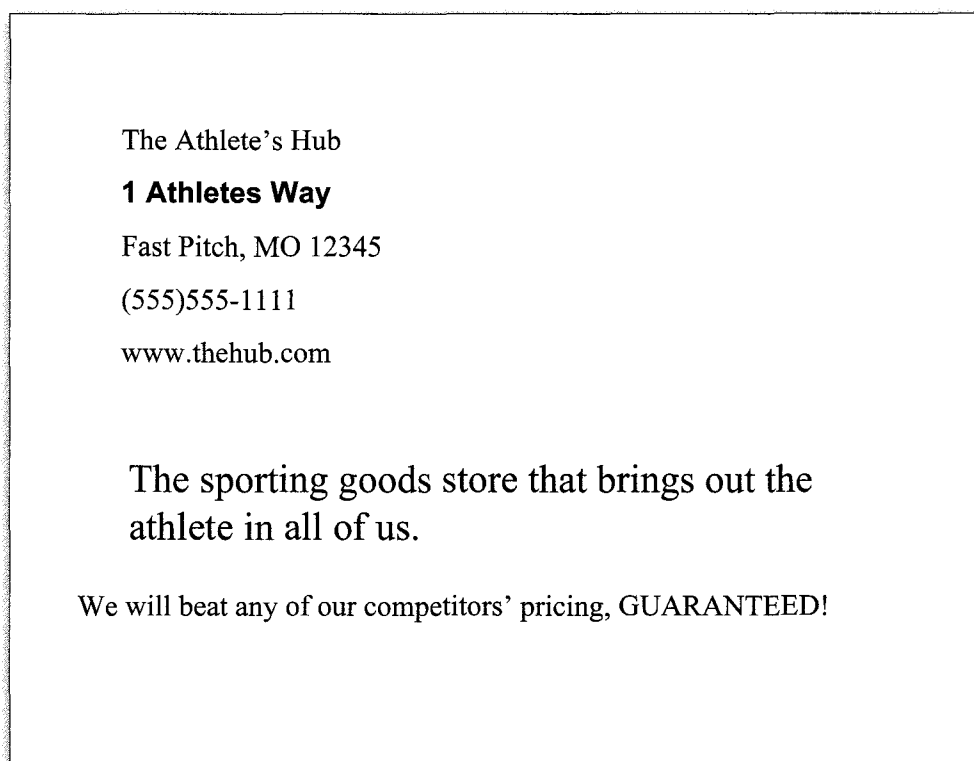 The Athlete's Hub
1 Athletes Way
Fast Pitch, MO 12345
(555)555-1111
www.thehub.com
The sporting goods store that brings out the
athlete in all of us.
We will beat any of our competitors' pricing, GUARANTEED!